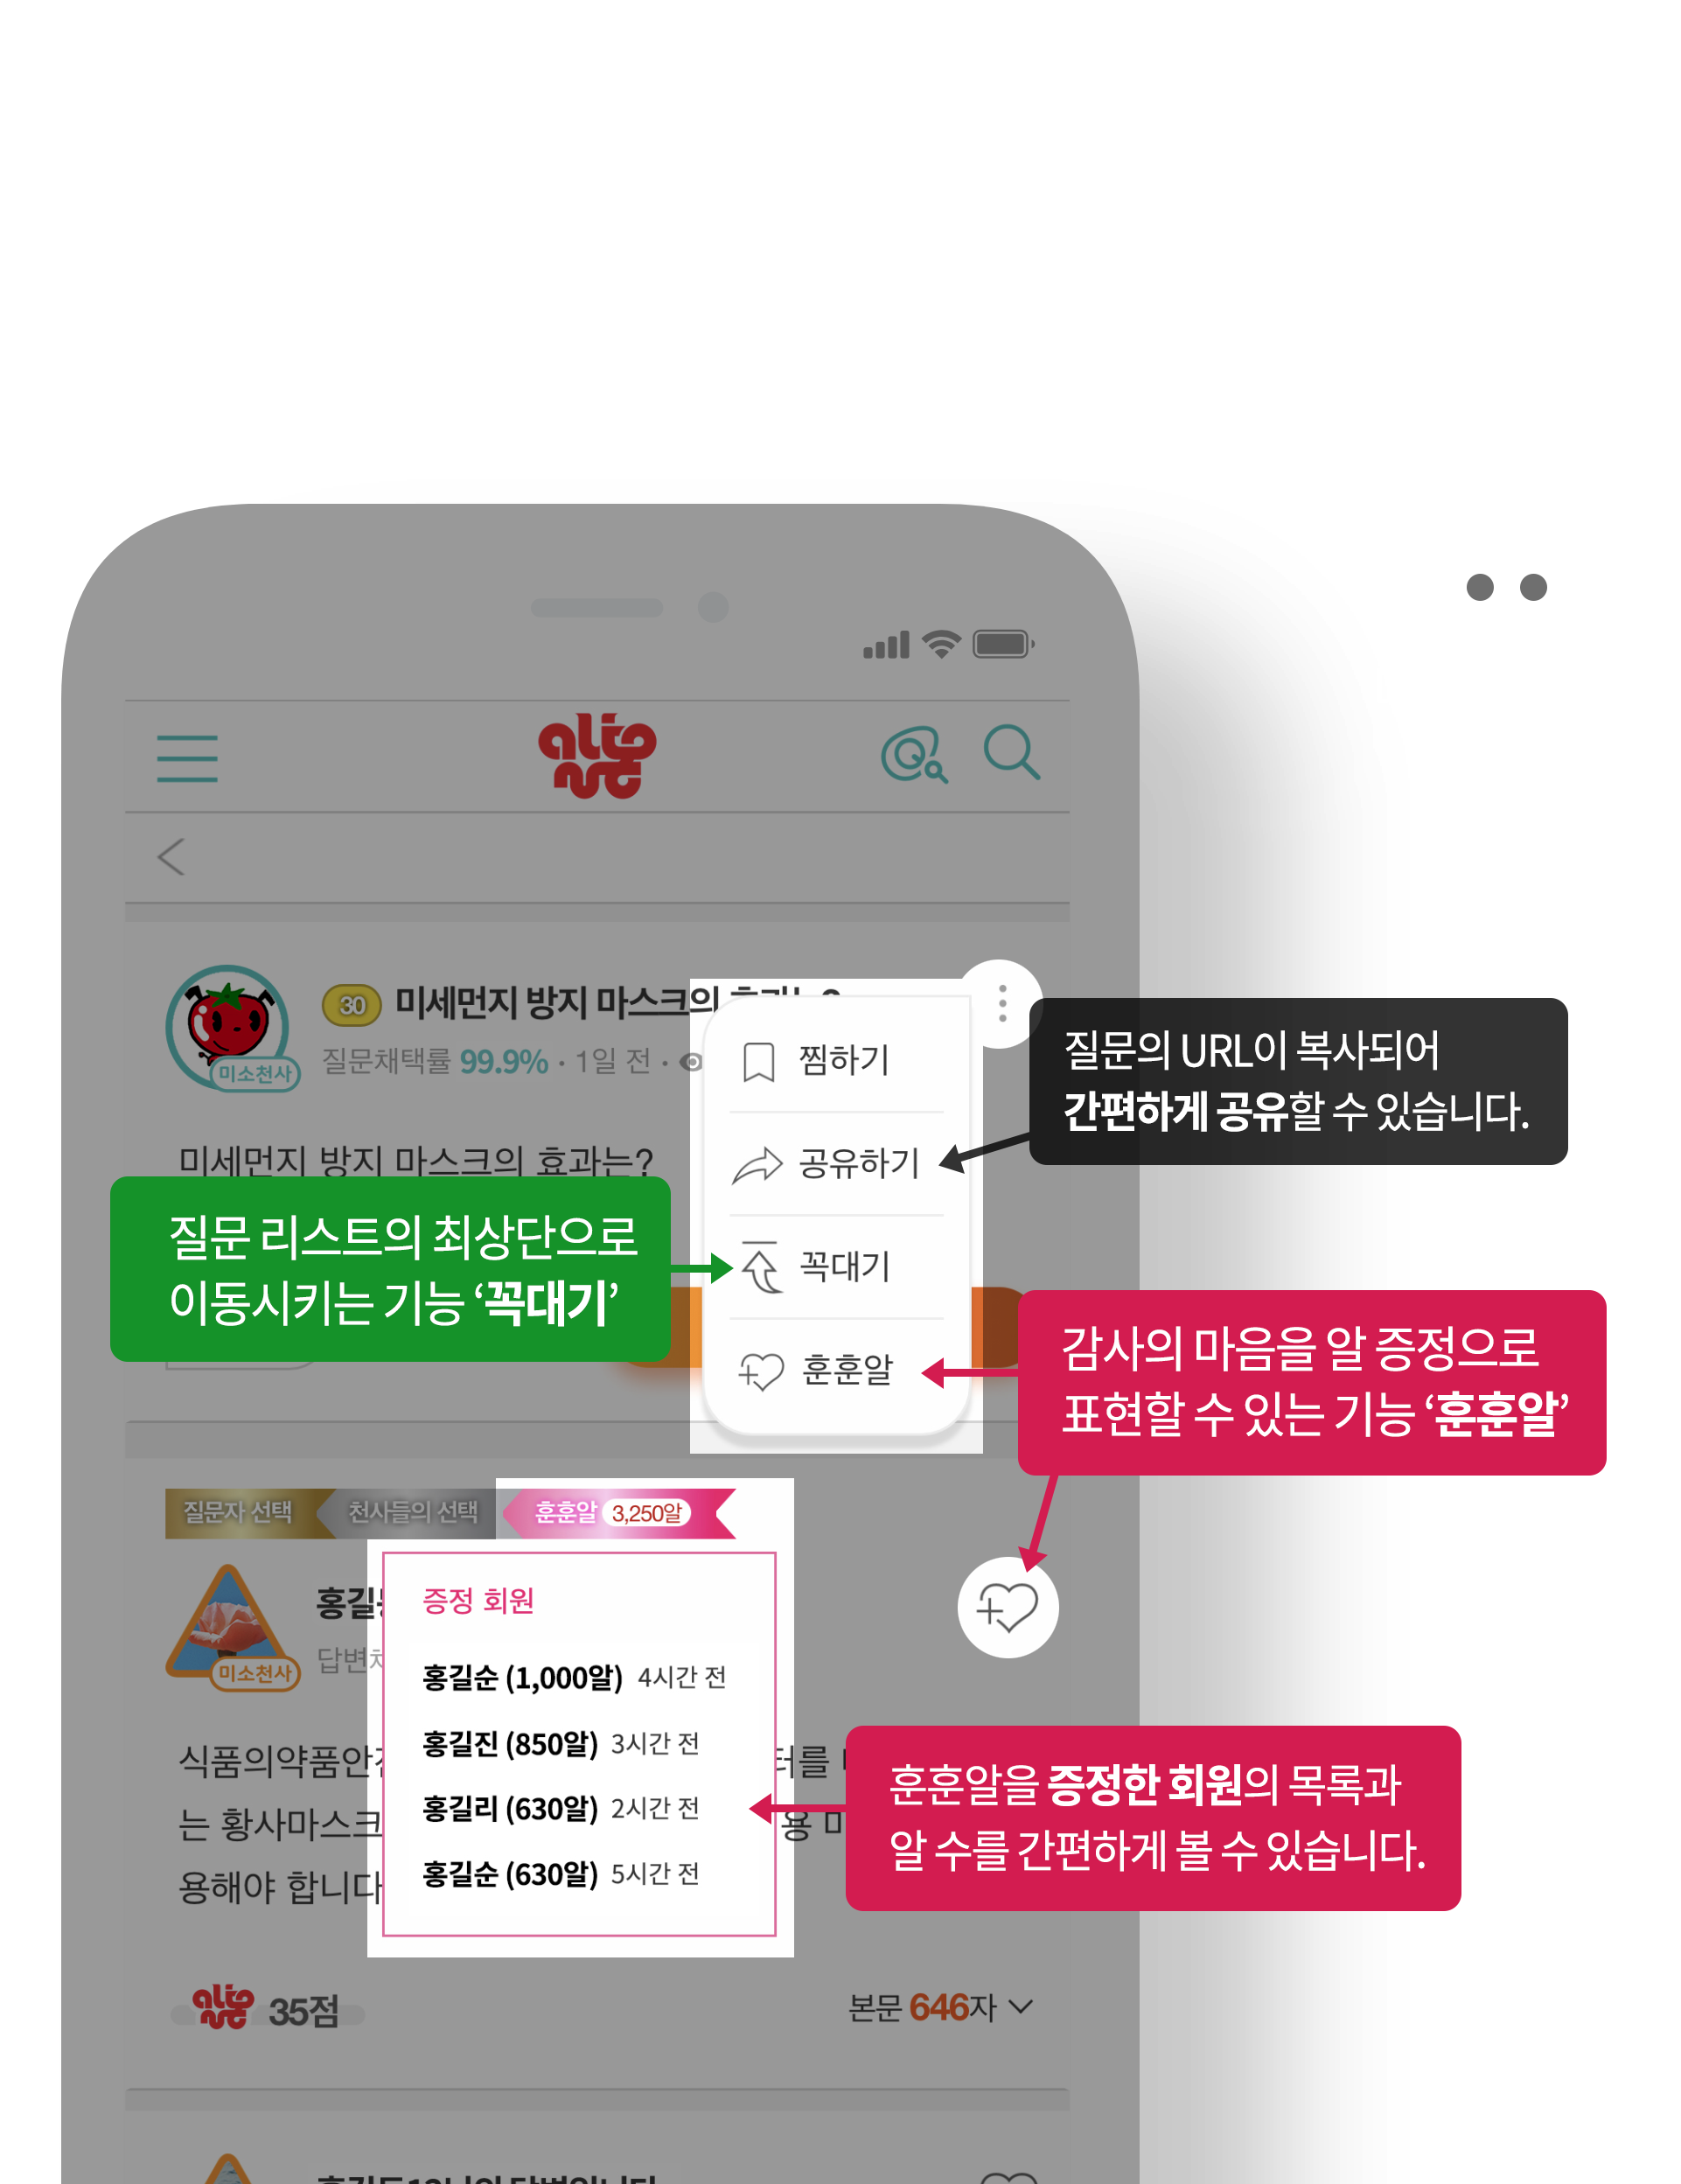 30 미세먼지 방지 마스크의
질문채택률 99.9% · 1일 전 ·
미소천사
미세먼지 방지 마스크의 효과는?
찜하기
공유하기
꼭대기
훈훈알
질문의 URL이 복사되어
간편하게 공유할 수 있습니다.
질문 리스트의 최상단으로
이동시키는 기능 ‘꼭대기’
감사의 마음을 알 증정으로
표현할 수 있는 기능 ‘훈훈알’
질문자 선택 천사들의 선택 훈훈알 3,250알
홍길
답변
미소천사
증정 회원
홍길순 (1,000알) 4시간 전
홍길진 (850알) 3시간 전
홍길리 (630알) 2시간 전
홍길순 (630알) 5시간 전
식품의약품안 터를
는 황사마스크 용
용해야 합니다
훈훈알을 증정한 회원의 목록과
알 수를 간편하게 볼 수 있습니다.
35점
본문 646자